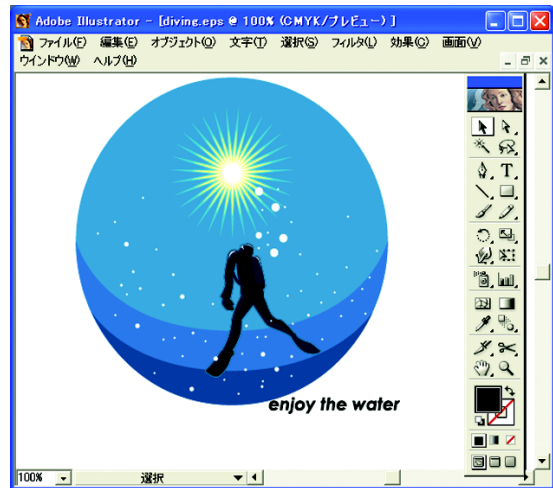 Adobe Illustrator - [diving.eps @ 100% (CMYK/プレビュー) ]
ファイル(F) 編集(E) オブジェクト(O) 文字(T) 選択(S) フィルタ(L) 効果(C) 画面(V)
ウインドウ(W) ヘルプ(H)
T
enjoy the water
100% 選択